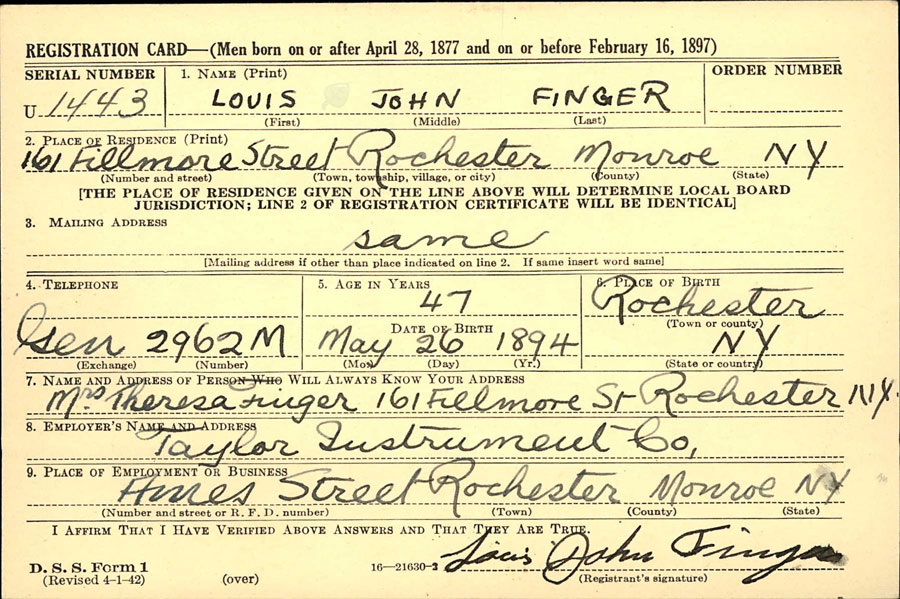 REGISTRATION CARD—(Men born on or after April 28, 1877 and on or before February 16, 1897)
SERIAL NUMBER
1. NAME (Print)
ORDER NUMBER
U 1443
LOUIS JOHN FINGER
(First) (Middle) (Last)
2. PLACE OF RESIDENCE (Print)
161 Fillmore Street Rochester Monroe NY
(Number and street) (Town, township, village, or city) (County) (State)
[THE PLACE OF RESIDENCE GIVEN ON THE LINE ABOVE WILL DETERMINE LOCAL BOARD
JURISDICTION; LINE 2 OF REGISTRATION CERTIFICATE WILL BE IDENTICAL]
3. MAILING ADDRESS
same
[Mailing address if other than place indicated on line 2. If same insert word same]
4. TELEPHONE
5. AGE IN YEARS
6. PLACE OF BIRTH
47
Rochester
DATE OF BIRTH
(Town or county)
Gen 2962M
May 26 1894
NY
(Exchange) (Number)
(Mo.) (Day) (Yr.)
(State or country)
7. NAME AND ADDRESS OF PERSON WHO WILL ALWAYS KNOW YOUR ADDRESS
Mrs Theresa Finger 161 Fillmore St Rochester NY.
8. EMPLOYER'S NAME AND ADDRESS
Taylor Instrument Co,
9. PLACE OF EMPLOYMENT OR BUSINESS
Street Rochester Monroe NY
(Number and street or R. F. D. number) (Town) (County) (State)
I AFFIRM THAT I HAVE VERIFIED ABOVE ANSWERS AND THAT THEY ARE TRUE.
Louis John Finger
D. S. S. Form 1
(Revised 4-1-42)
(over)
16—21630-2
(Registrant's signature)